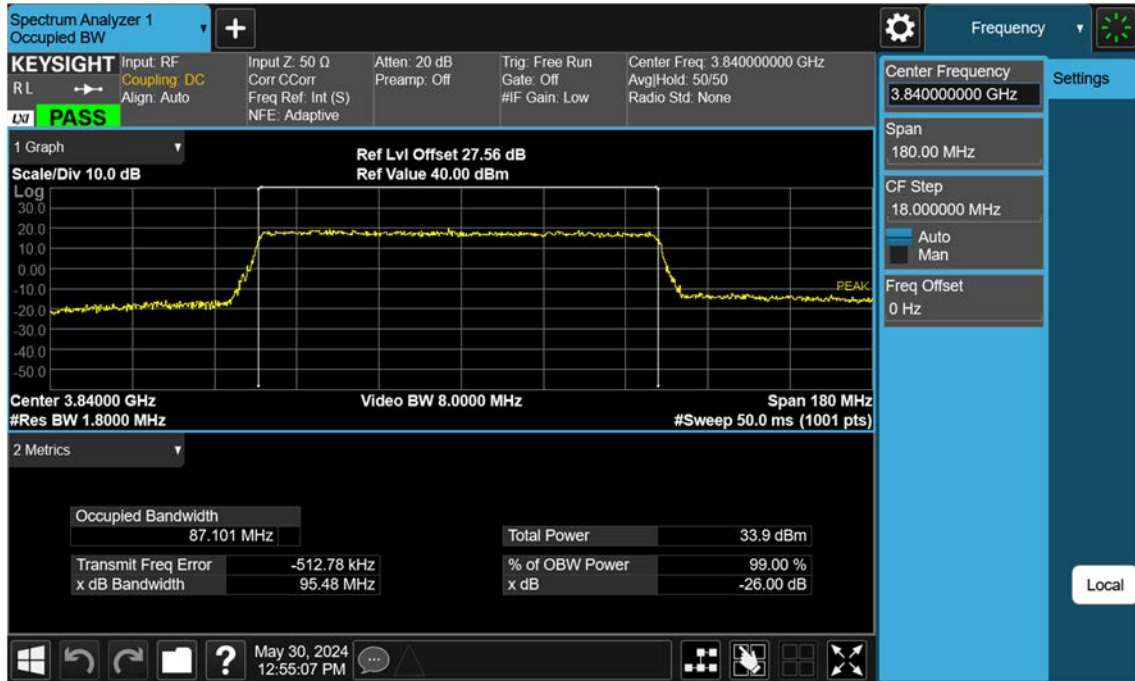 Spectrum Analyzer 1
Occupied BW
+
Frequency
KEYSIGHT
R L
LXI
PASS
Input: RF
Coupling: DC
Align: Auto
Input Z: 50 Ω
Corr CCorr
Freq Ref: Int (S)
NFE: Adaptive
Atten: 20 dB
Preamp: Off
Trig: Free Run
Gate: Off
#IF Gain: Low
Center Freq: 3.840000000 GHz
Avg|Hold: 50/50
Radio Std: None
Center Frequency
3.840000000 GHz
Settings
Span
180.00 MHz
CF Step
18.000000 MHz
Auto
Man
Freq Offset
0 Hz
Local
1 Graph
Scale/Div 10.0 dB
Ref Lvl Offset 27.56 dB
Ref Value 40.00 dBm
Log
30.0
20.0
10.0
0.00
-10.0
-20.0
-30.0
-40.0
-50.0
PEAK
Center 3.84000 GHz
#Res BW 1.8000 MHz
Video BW 8.0000 MHz
Span 180 MHz
#Sweep 50.0 ms (1001 pts)
2 Metrics
Occupied Bandwidth
87.101 MHz
Transmit Freq Error -512.78 kHz
x dB Bandwidth 95.48 MHz
Total Power 33.9 dBm
% of OBW Power 99.00 %
x dB -26.00 dB
?
May 30, 2024
12:55:07 PM